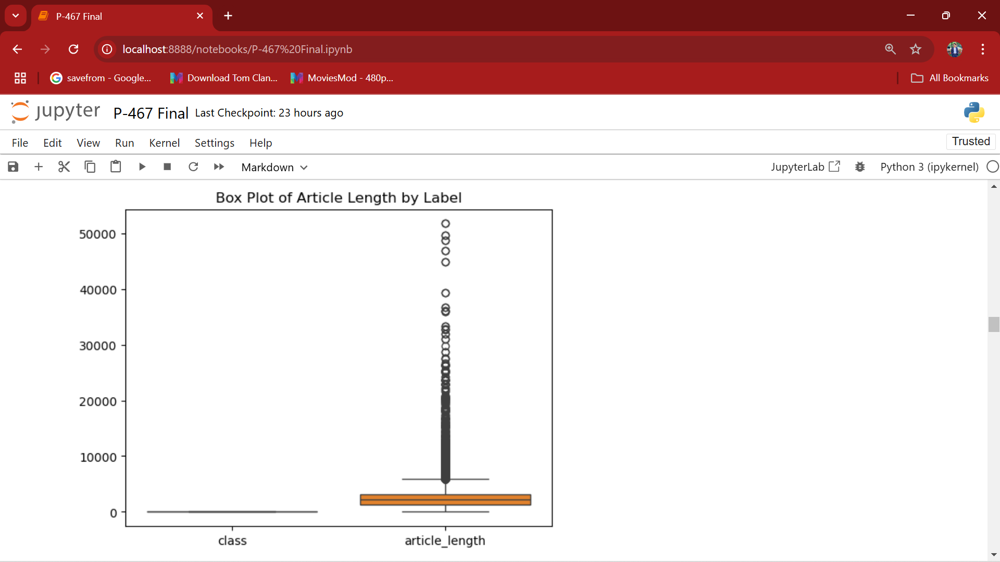 P-467 Final
localhost:8888/notebooks/P-467%20Final.ipynb
savefrom - Google... Download Tom Clan... MoviesMod - 480p... All Bookmarks
jupyter P-467 Final Last Checkpoint: 23 hours ago
File Edit View Run Kernel Settings Help Trusted
Markdown JupyterLab Python 3 (ipykernel)
Box Plot of Article Length by Label
50000
40000
30000
20000
10000
0
class article_length